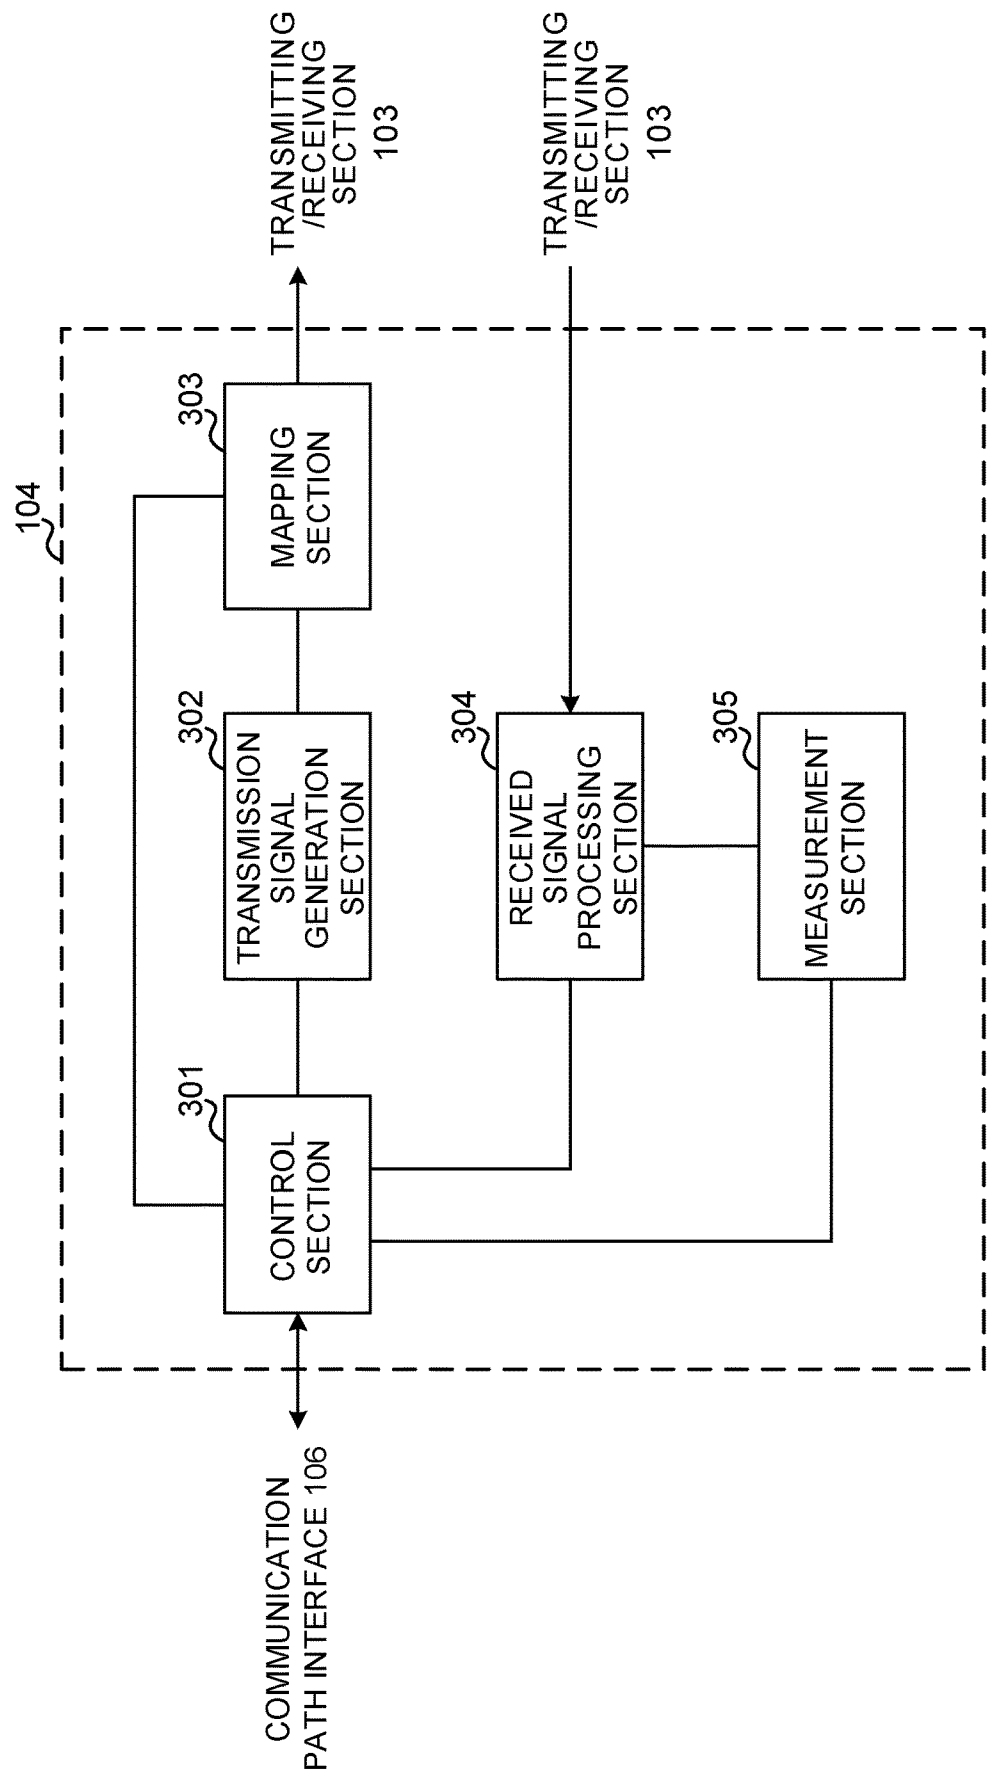 104
COMMUNICATION
PATH INTERFACE 106
301
CONTROL
SECTION
302
TRANSMISSION
SIGNAL
GENERATION
SECTION
303
MAPPING
SECTION
TRANSMITTING
/RECEIVING
SECTION
103
304
RECEIVED
SIGNAL
PROCESSING
SECTION
TRANSMITTING
/RECEIVING
SECTION
103
305
MEASUREMENT
SECTION